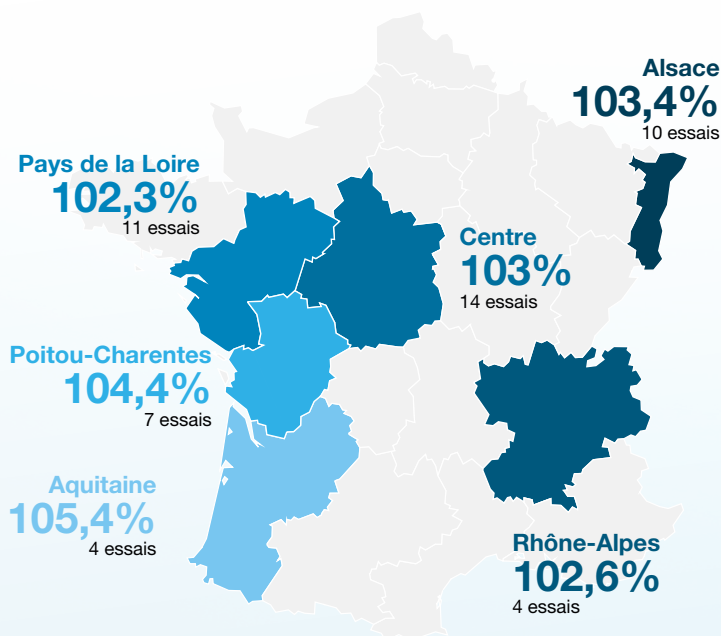 Alsace
103,4%
10 essais
Pays de la Loire
102,3%
11 essais
Centre
103%
14 essais
Poitou-Charentes
104,4%
7 essais
Aquitaine
105,4%
4 essais
Rhône-Alpes
102,6%
4 essais